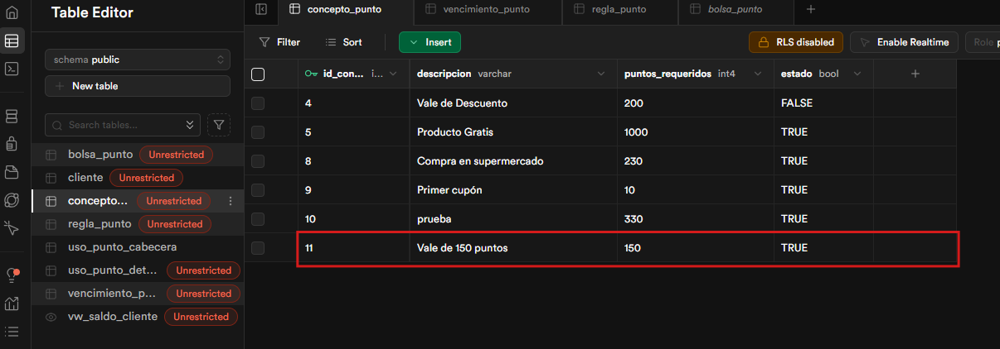 Table Editor
schema public
New table
Search tables...
bolsa_punto Unrestricted
cliente Unrestricted
concepto... Unrestricted
regla_punto Unrestricted
uso_punto_cabecera
uso_punto_det... Unrestricted
vencimiento_p... Unrestricted
vw_saldo_cliente Unrestricted
concepto_punto vencimiento_punto regla_punto bolsa_punto
Filter Sort Insert RLS disabled Enable Realtime Role
id_con... i... descripcion varchar puntos_requeridos int4 estado bool
4 Vale de Descuento 200 FALSE
5 Producto Gratis 1000 TRUE
8 Compra en supermercado 230 TRUE
9 Primer cupón 10 TRUE
10 prueba 330 TRUE
11 Vale de 150 puntos 150 TRUE